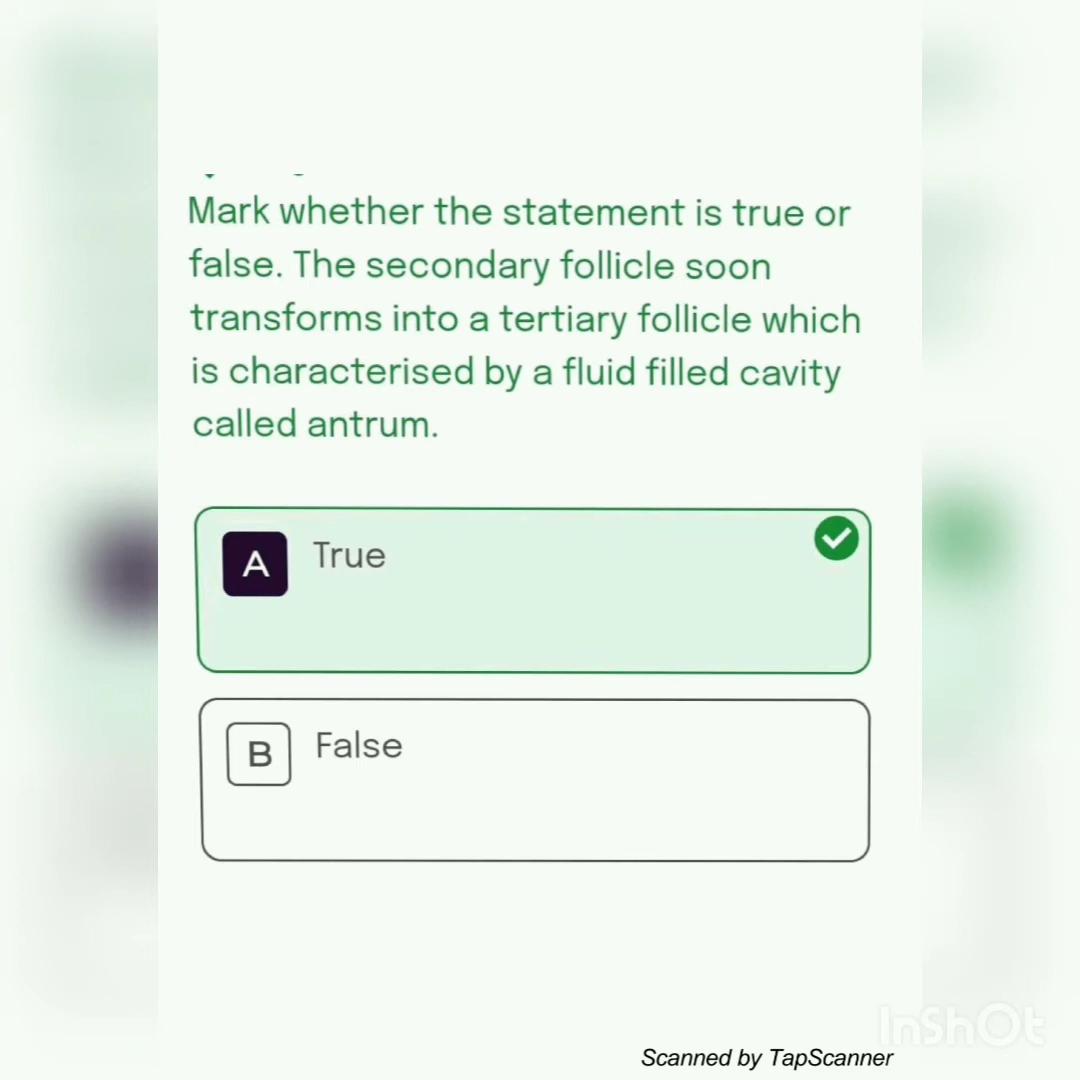 Mark whether the statement is true or
false. The secondary follicle soon
transforms into a tertiary follicle which
is characterised by a fluid filled cavity
called antrum.
A True
B False
InShOt
Scanned by TapScanner